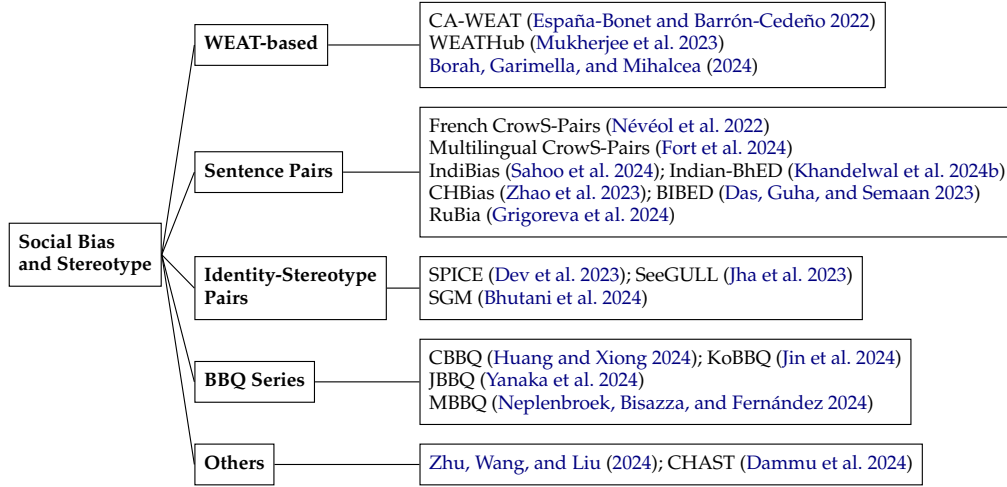 Social Bias
and Stereotype
WEAT-based
CA-WEAT (España-Bonet and Barrón-Cedeño 2022)
WEATHub (Mukherjee et al. 2023)
Borah, Garimella, and Mihalcea (2024)
Sentence Pairs
French CrowS-Pairs (Névéol et al. 2022)
Multilingual CrowS-Pairs (Fort et al. 2024)
IndiBias (Sahoo et al. 2024); Indian-BhED (Khandelwal et al. 2024b)
CHBias (Zhao et al. 2023); BIBED (Das, Guha, and Semaan 2023)
RuBia (Grigoreva et al. 2024)
Identity-Stereotype
Pairs
SPICE (Dev et al. 2023); SeeGULL (Jha et al. 2023)
SGM (Bhutani et al. 2024)
BBQ Series
CBBQ (Huang and Xiong 2024); KoBBQ (Jin et al. 2024)
JBBQ (Yanaka et al. 2024)
MBBQ (Neplenbroek, Bisazza, and Fernández 2024)
Others
Zhu, Wang, and Liu (2024); CHAST (Dammu et al. 2024)